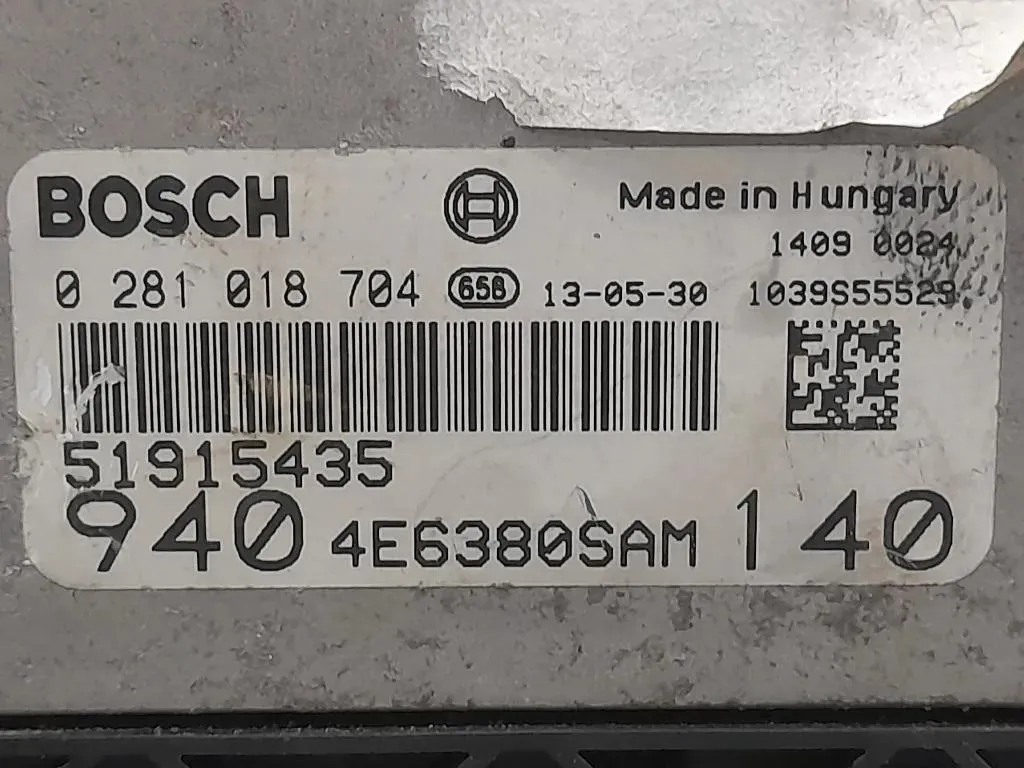 BOSCH Made in Hungary
1409 0024
0 281 018 704 658 13-05-30 1039S55529
51915435
940 4E6380SAM 140